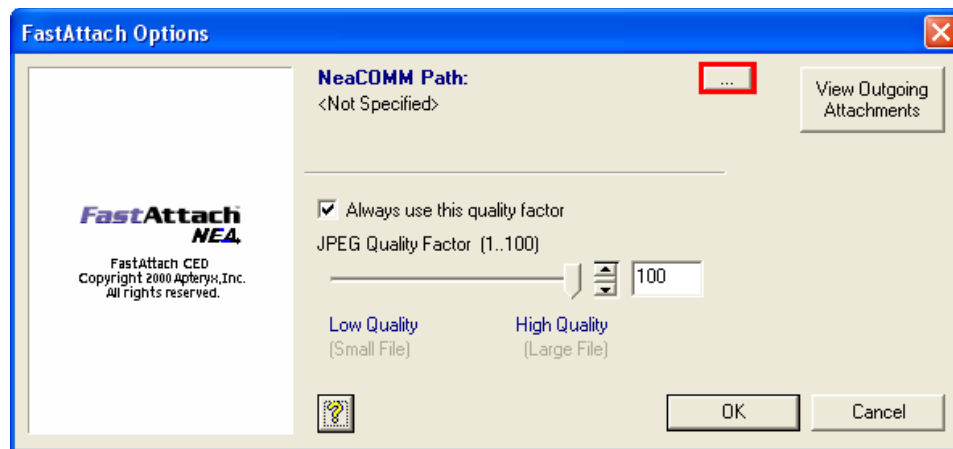 FastAttach Options
NeaCOMM Path:
...
<Not Specified>
View Outgoing
Attachments
FastAttach
NEA
FastAttach CED
Copyright 2000 Apteryx,Inc.
All rights reserved.
Always use this quality factor
JPEG Quality Factor (1..100)
100
Low Quality
High Quality
(Small File)
(Large File)
?
OK
Cancel